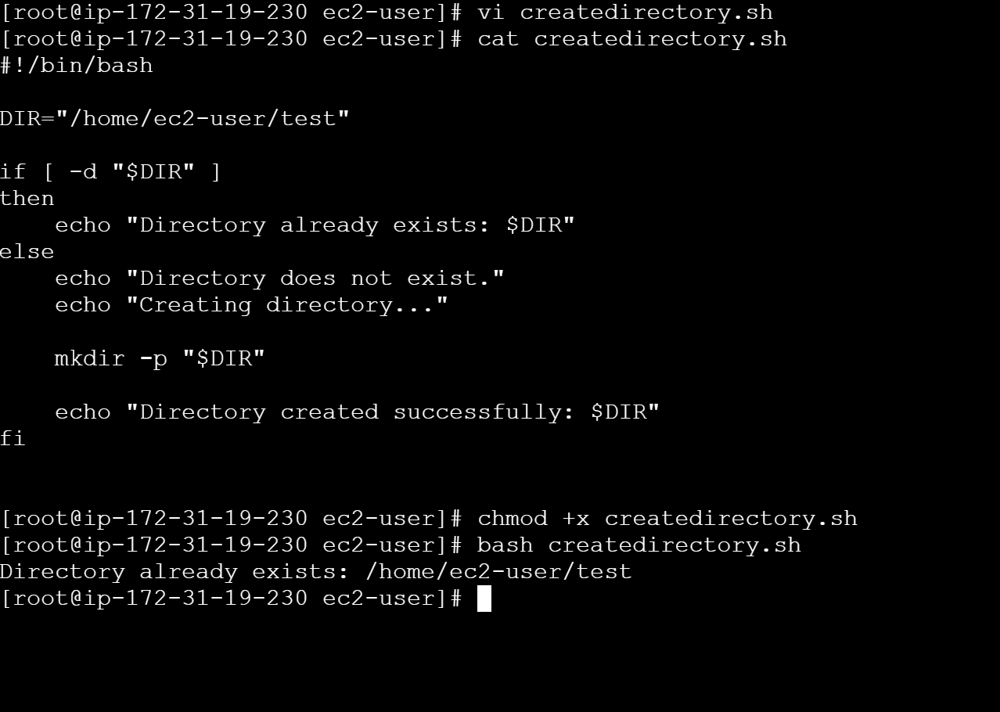 [root@ip-172-31-19-230 ec2-user]# vi createdirectory.sh
[root@ip-172-31-19-230 ec2-user]# cat createdirectory.sh
#!/bin/bash
DIR="/home/ec2-user/test"
if [ -d "$DIR" ]
then
    echo "Directory already exists: $DIR"
else
    echo "Directory does not exist."
    echo "Creating directory..."
    mkdir -p "$DIR"
    echo "Directory created successfully: $DIR"
fi
[root@ip-172-31-19-230 ec2-user]# chmod +x createdirectory.sh
[root@ip-172-31-19-230 ec2-user]# bash createdirectory.sh
Directory already exists: /home/ec2-user/test
[root@ip-172-31-19-230 ec2-user]#